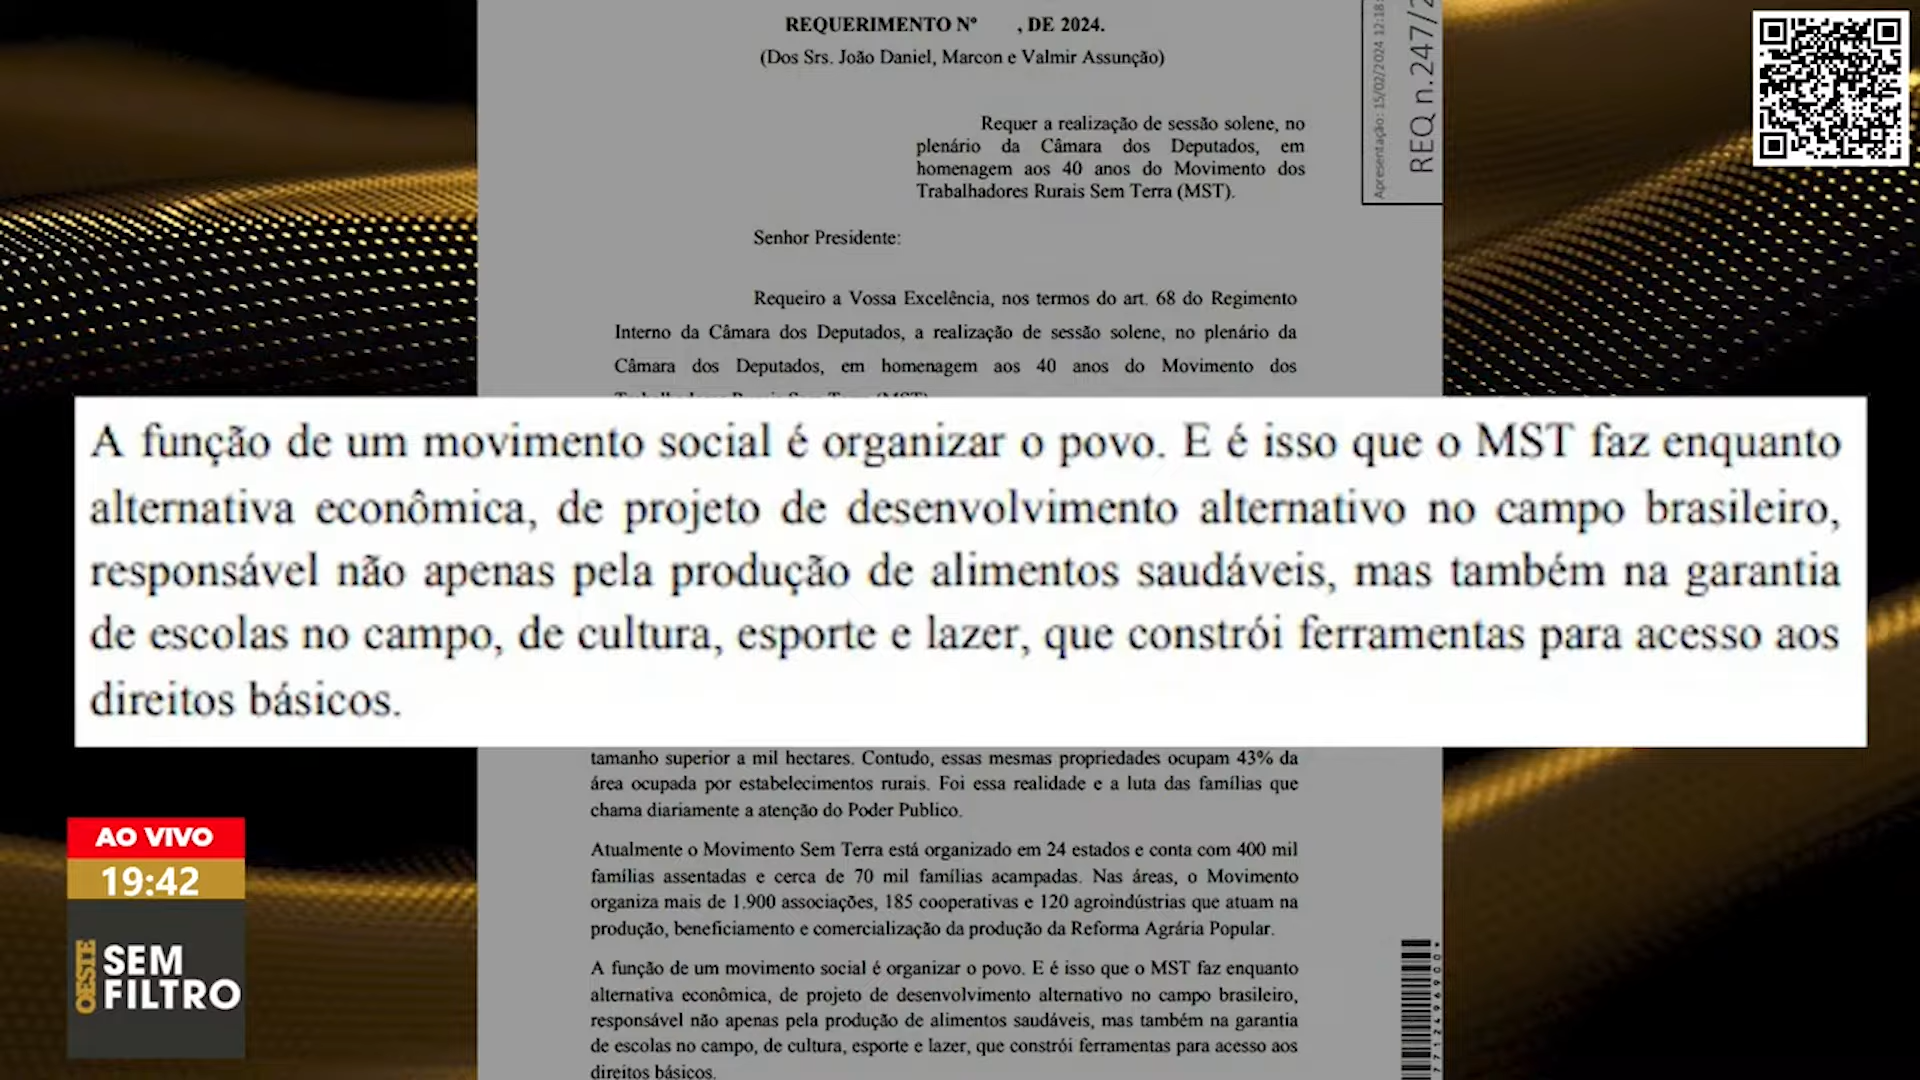 REQUERIMENTO Nº , DE 2024.
(Dos Srs. João Daniel, Marcon e Valmir Assunção)
Requer a realização de sessão solene, no
plenário da Câmara dos Deputados, em
homenagem aos 40 anos do Movimento dos
Trabalhadores Rurais Sem Terra (MST).
Senhor Presidente:
Requeiro a Vossa Excelência, nos termos do art. 68 do Regimento
Interno da Câmara dos Deputados, a realização de sessão solene, no plenário da
Câmara dos Deputados, em homenagem aos 40 anos do Movimento dos
Apresentação: 15/02/2024 12:18
REQ n.247/2
A função de um movimento social é organizar o povo. E é isso que o MST faz enquanto
alternativa econômica, de projeto de desenvolvimento alternativo no campo brasileiro,
responsável não apenas pela produção de alimentos saudáveis, mas também na garantia
de escolas no campo, de cultura, esporte e lazer, que constrói ferramentas para acesso aos
direitos básicos.
tamanho superior a mil hectares. Contudo, essas mesmas propriedades ocupam 43% da
área ocupada por estabelecimentos rurais. Foi essa realidade e a luta das famílias que
chama diariamente a atenção do Poder Publico.
Atualmente o Movimento Sem Terra está organizado em 24 estados e conta com 400 mil
famílias assentadas e cerca de 70 mil famílias acampadas. Nas áreas, o Movimento
organiza mais de 1.900 associações, 185 cooperativas e 120 agroindústrias que atuam na
produção, beneficiamento e comercialização da produção da Reforma Agrária Popular.
A função de um movimento social é organizar o povo. E é isso que o MST faz enquanto
alternativa econômica, de projeto de desenvolvimento alternativo no campo brasileiro,
responsável não apenas pela produção de alimentos saudáveis, mas também na garantia
de escolas no campo, de cultura, esporte e lazer, que constrói ferramentas para acesso aos
direitos básicos.
AO VIVO
19:42
OESTE
SEM
FILTRO